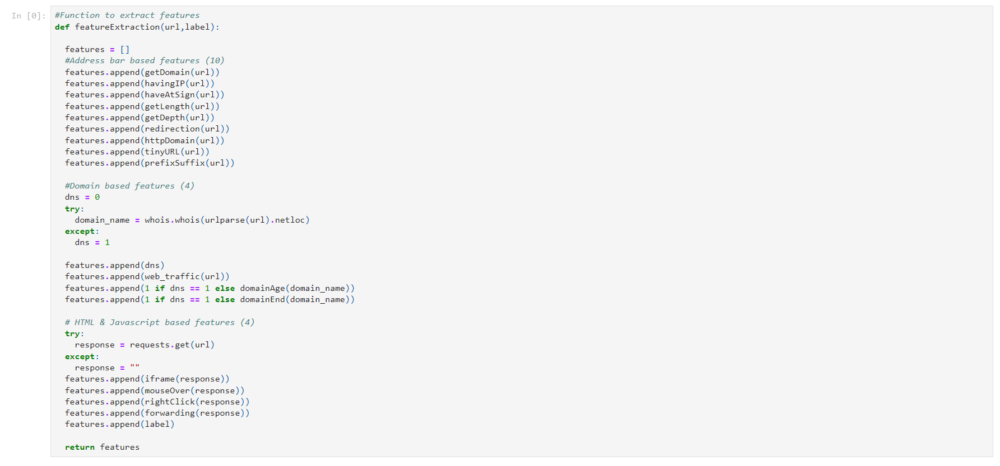 In [0]:
#Function to extract features
def featureExtraction(url,label):
features = []
#Address bar based features (10)
features.append(getDomain(url))
features.append(havingIP(url))
features.append(haveAtSign(url))
features.append(getLength(url))
features.append(getDepth(url))
features.append(redirection(url))
features.append(httpDomain(url))
features.append(tinyURL(url))
features.append(prefixSuffix(url))
#Domain based features (4)
dns = 0
try:
domain_name = whois.whois(urlparse(url).netloc)
except:
dns = 1
features.append(dns)
features.append(web_traffic(url))
features.append(1 if dns == 1 else domainAge(domain_name))
features.append(1 if dns == 1 else domainEnd(domain_name))
# HTML & Javascript based features (4)
try:
response = requests.get(url)
except:
response = ""
features.append(iframe(response))
features.append(mouseOver(response))
features.append(rightClick(response))
features.append(forwarding(response))
features.append(label)
return features